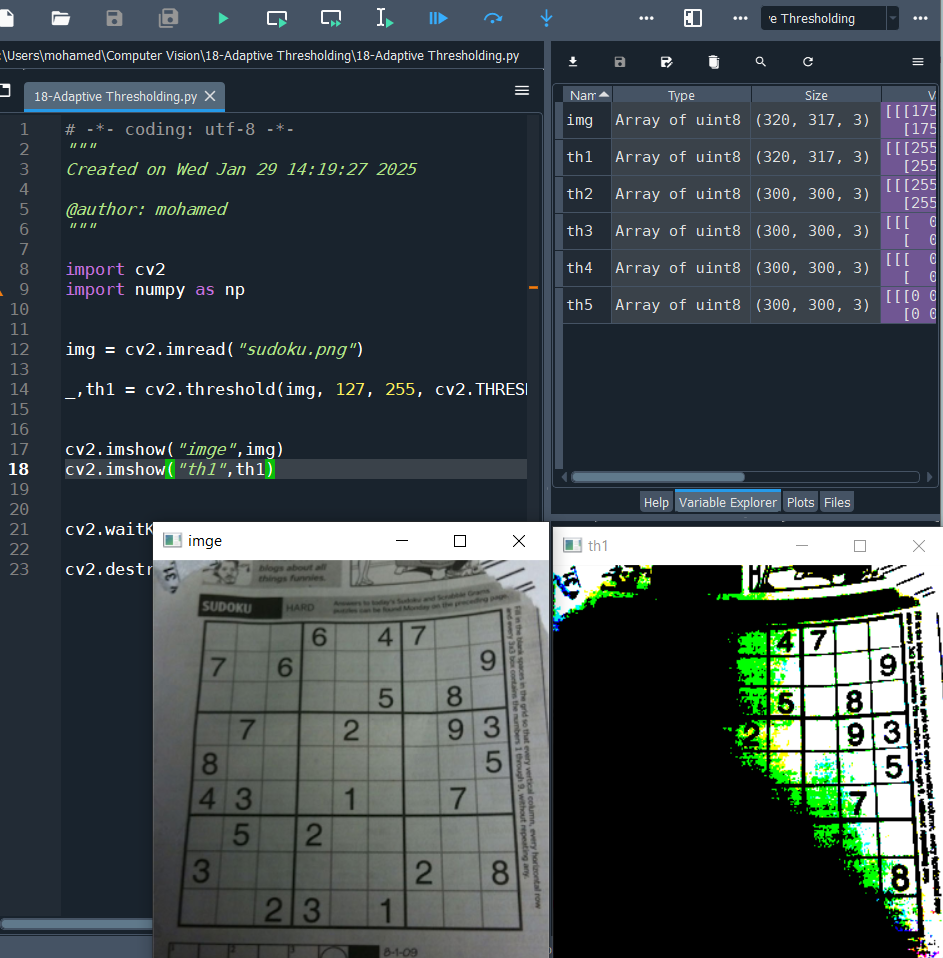 're Thresholding
:\Users\mohamed\Computer Vision\18-Adaptive Thresholding\18-Adaptive Thresholding.py
18-Adaptive Thresholding.py
1 # -*- coding: utf-8 -*-
2 """
3 Created on Wed Jan 29 14:19:27 2025
4
5 @author: mohamed
6 """
7
8 import cv2
9 import numpy as np
10
11
12 img = cv2.imread("sudoku.png")
13
14 _,th1 = cv2.threshold(img, 127, 255, cv2.THRESH
15
16
17 cv2.imshow("imge",img)
18 cv2.imshow("th1",th1)
19
20
21 cv2.waitK
22
23 cv2.destr
Nam Type Size V
img Array of uint8 (320, 317, 3) [[[175
[175
th1 Array of uint8 (320, 317, 3) [[[255
[255
th2 Array of uint8 (300, 300, 3) [[[255
[255
th3 Array of uint8 (300, 300, 3) [[[ 0
[ 0
th4 Array of uint8 (300, 300, 3) [[[ 0
[ 0
th5 Array of uint8 (300, 300, 3) [[[0 0
[0 0
Help Variable Explorer Plots Files
imge
blogs about all
things funnies.
SUDOKU HARD
Answers to today's Sudoku and Scrabble Grams
puzzles can be found Monday on the preceding page.
6 4 7
7 6 9
5 8
7 2 9 3
8 5
4 3 1 7
5 2
3 2 8
2 3 1
Fill in the blank spaces in the grid so that every vertical column, every horizontal row
and every 3x3 box contains the numbers 1 through 9, without repeating any.
8-1-09
th1
4 7
9
5 8
2 9 3
5
7
8